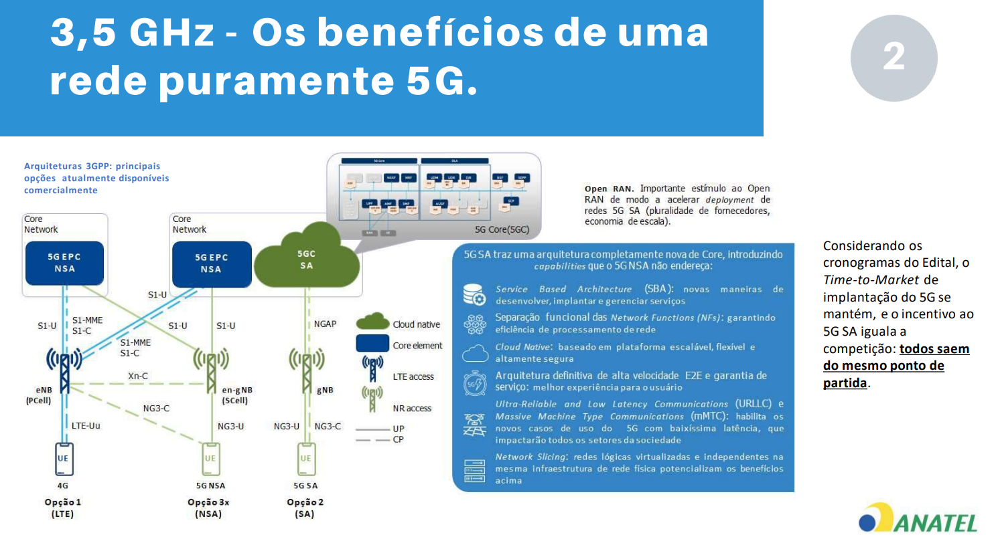 3,5 GHz - Os benefícios de uma
rede puramente 5G.
2
Arquiteturas 3GPP: principais
opções atualmente disponíveis
comercialmente
5G Core
NSSF
NRF
UDM
UDR
BSF
SEPP
UPF
AMF
SMF
AUSF
SCP
5G Core(5GC)
Core
Network
Core
Network
5G EPC
NSA
5G EPC
NSA
5GC
SA
S1-U
S1-U
S1-MME
S1-C
S1-U
S1-U
S1-MME
S1-C
NGAP
Xn-C
eNB
(PCell)
en-gNB
(SCell)
gNB
NG3-C
LTE-Uu
NG3-U
NG3-U
NG3-C
UE
UE
UE
4G
5G NSA
5G SA
Opção 1
(LTE)
Opção 3x
(NSA)
Opção 2
(SA)
Cloud native
Core element
LTE access
NR access
UP
CP
Open RAN. Importante estímulo ao Open
RAN de modo a acelerar deployment de
redes 5G SA (pluralidade de fornecedores,
economia de escala).
5G SA traz uma arquitetura completamente nova de Core, introduzindo
capabilities que o 5G NSA não endereça:
Service Based Architecture (SBA): novas maneiras de
desenvolver, implantar e gerenciar serviços
Separação funcional das Network Functions (NFs): garantindo
eficiência de processamento de rede
Cloud Native: baseado em plataforma escalável, flexível e
altamente segura
5G
Arquitetura definitiva de alta velocidade E2E e garantia de
serviço: melhor experiência para o usuário
Ultra-Reliable and Low Latency Communications (URLLC) e
Massive Machine Type Communications (mMTC): habilita os
novos casos de uso do 5G com baixíssima latência, que
impactarão todos os setores da sociedade
Network Slicing: redes lógicas virtualizadas e independentes na
mesma infraestrutura de rede física potencializam os benefícios
acima
Considerando os
cronogramas do Edital, o
Time-to-Market de
implantação do 5G se
mantém, e o incentivo ao
5G SA iguala a
competição: todos saem
do mesmo ponto de
partida.
ANATEL